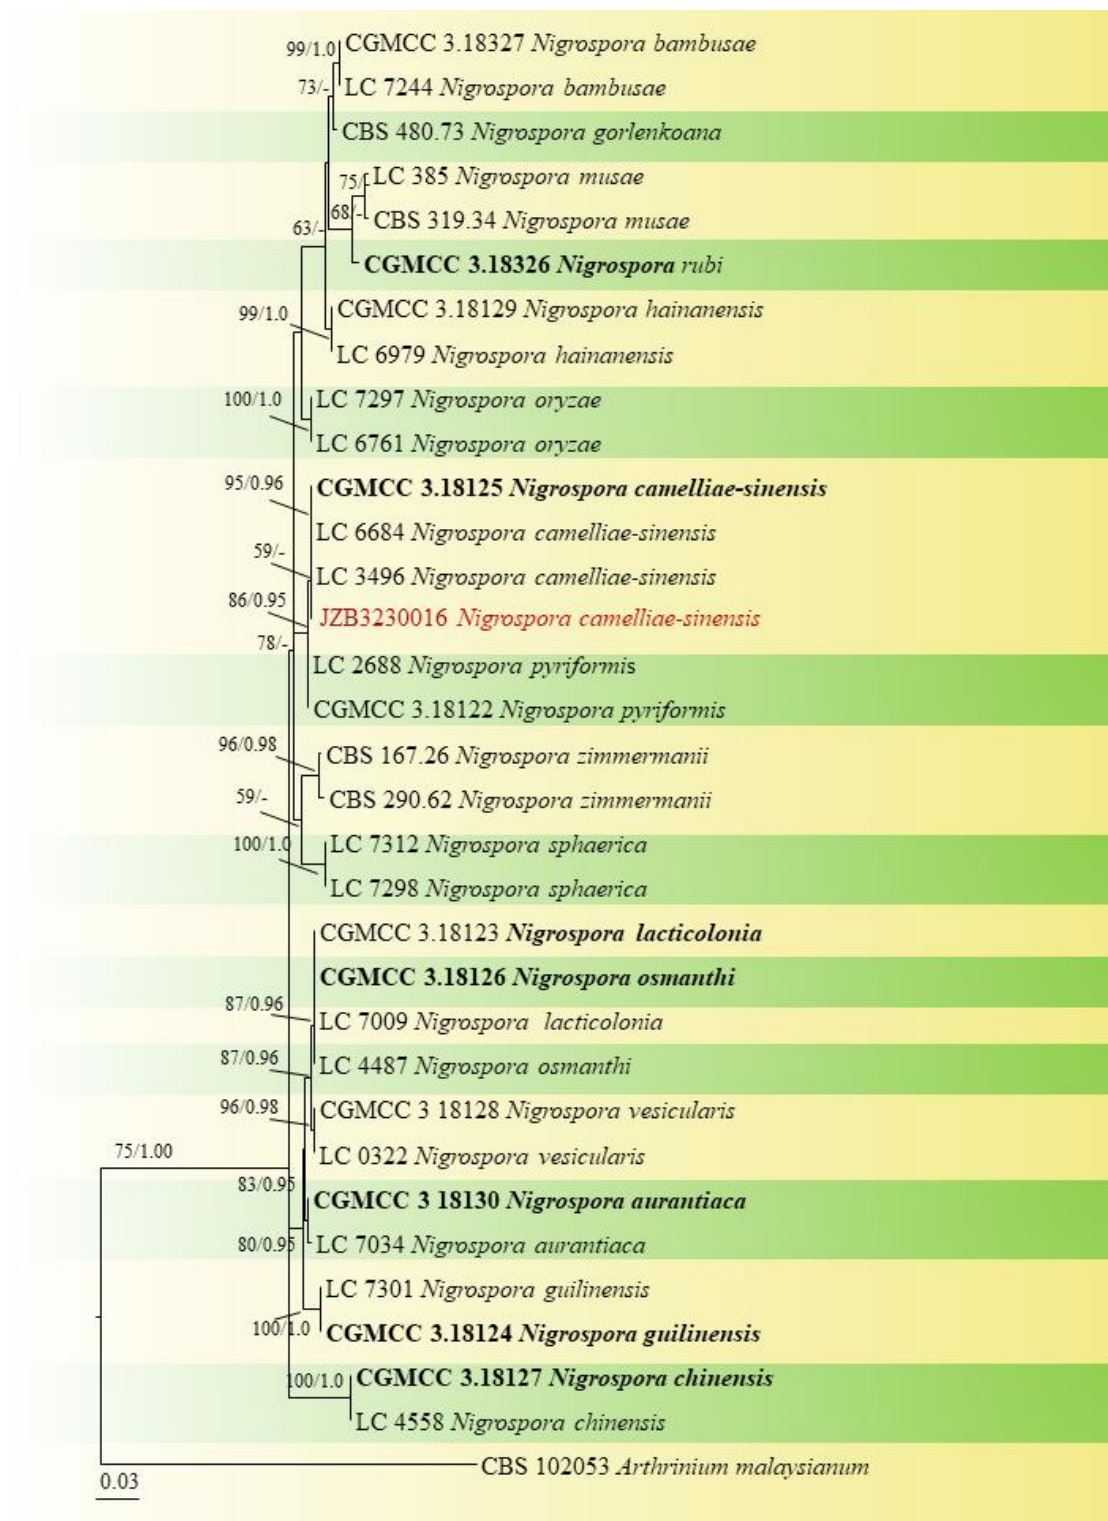 99/1.0
CGMCC 3.18327 Nigrospora bambusae
73/-
LC 7244 Nigrospora bambusae
CBS 480.73 Nigrospora gorlenkoana
75/-
LC 385 Nigrospora musae
68/-
CBS 319.34 Nigrospora musae
63/-
CGMCC 3.18326 Nigrospora rubi
99/1.0
CGMCC 3.18129 Nigrospora hainanensis
LC 6979 Nigrospora hainanensis
100/1.0
LC 7297 Nigrospora oryzae
LC 6761 Nigrospora oryzae
95/0.96
CGMCC 3.18125 Nigrospora camelliae-sinensis
LC 6684 Nigrospora camelliae-sinensis
59/-
LC 3496 Nigrospora camelliae-sinensis
86/0.95
JZB3230016 Nigrospora camelliae-sinensis
78/-
LC 2688 Nigrospora pyriformis
CGMCC 3.18122 Nigrospora pyriformis
96/0.98
CBS 167.26 Nigrospora zimmermanii
59/-
CBS 290.62 Nigrospora zimmermanii
100/1.0
LC 7312 Nigrospora sphaerica
LC 7298 Nigrospora sphaerica
CGMCC 3.18123 Nigrospora lacticolonia
CGMCC 3.18126 Nigrospora osmanthi
87/0.96
LC 7009 Nigrospora lacticolonia
87/0.96
LC 4487 Nigrospora osmanthi
96/0.98
CGMCC 3 18128 Nigrospora vesicularis
75/1.00
LC 0322 Nigrospora vesicularis
83/0.95
CGMCC 3 18130 Nigrospora aurantiaca
80/0.95
LC 7034 Nigrospora aurantiaca
LC 7301 Nigrospora guilinensis
100/1.0
CGMCC 3.18124 Nigrospora guilinensis
100/1.0
CGMCC 3.18127 Nigrospora chinensis
LC 4558 Nigrospora chinensis
CBS 102053 Arthrinium malaysianum
0.03